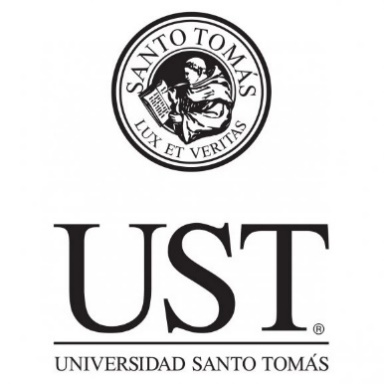 SANTO TOMÁS
LUX ET VERITAS
UST®
UNIVERSIDAD SANTO TOMÁS